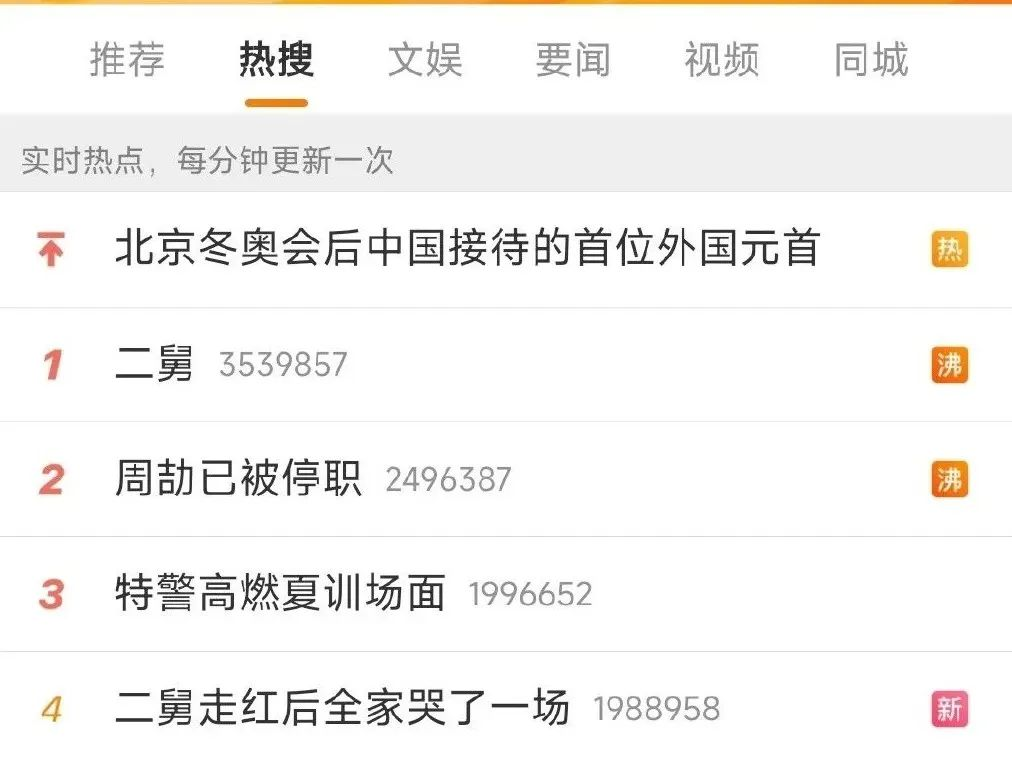 推荐 热搜 文娱 要闻 视频 同城
实时热点，每分钟更新一次
北京冬奥会后中国接待的首位外国元首 热
1 二舅 3539857 沸
2 周劼已被停职 2496387 沸
3 特警高燃夏训场面 1996652
4 二舅走红后全家哭了一场 1988958 新